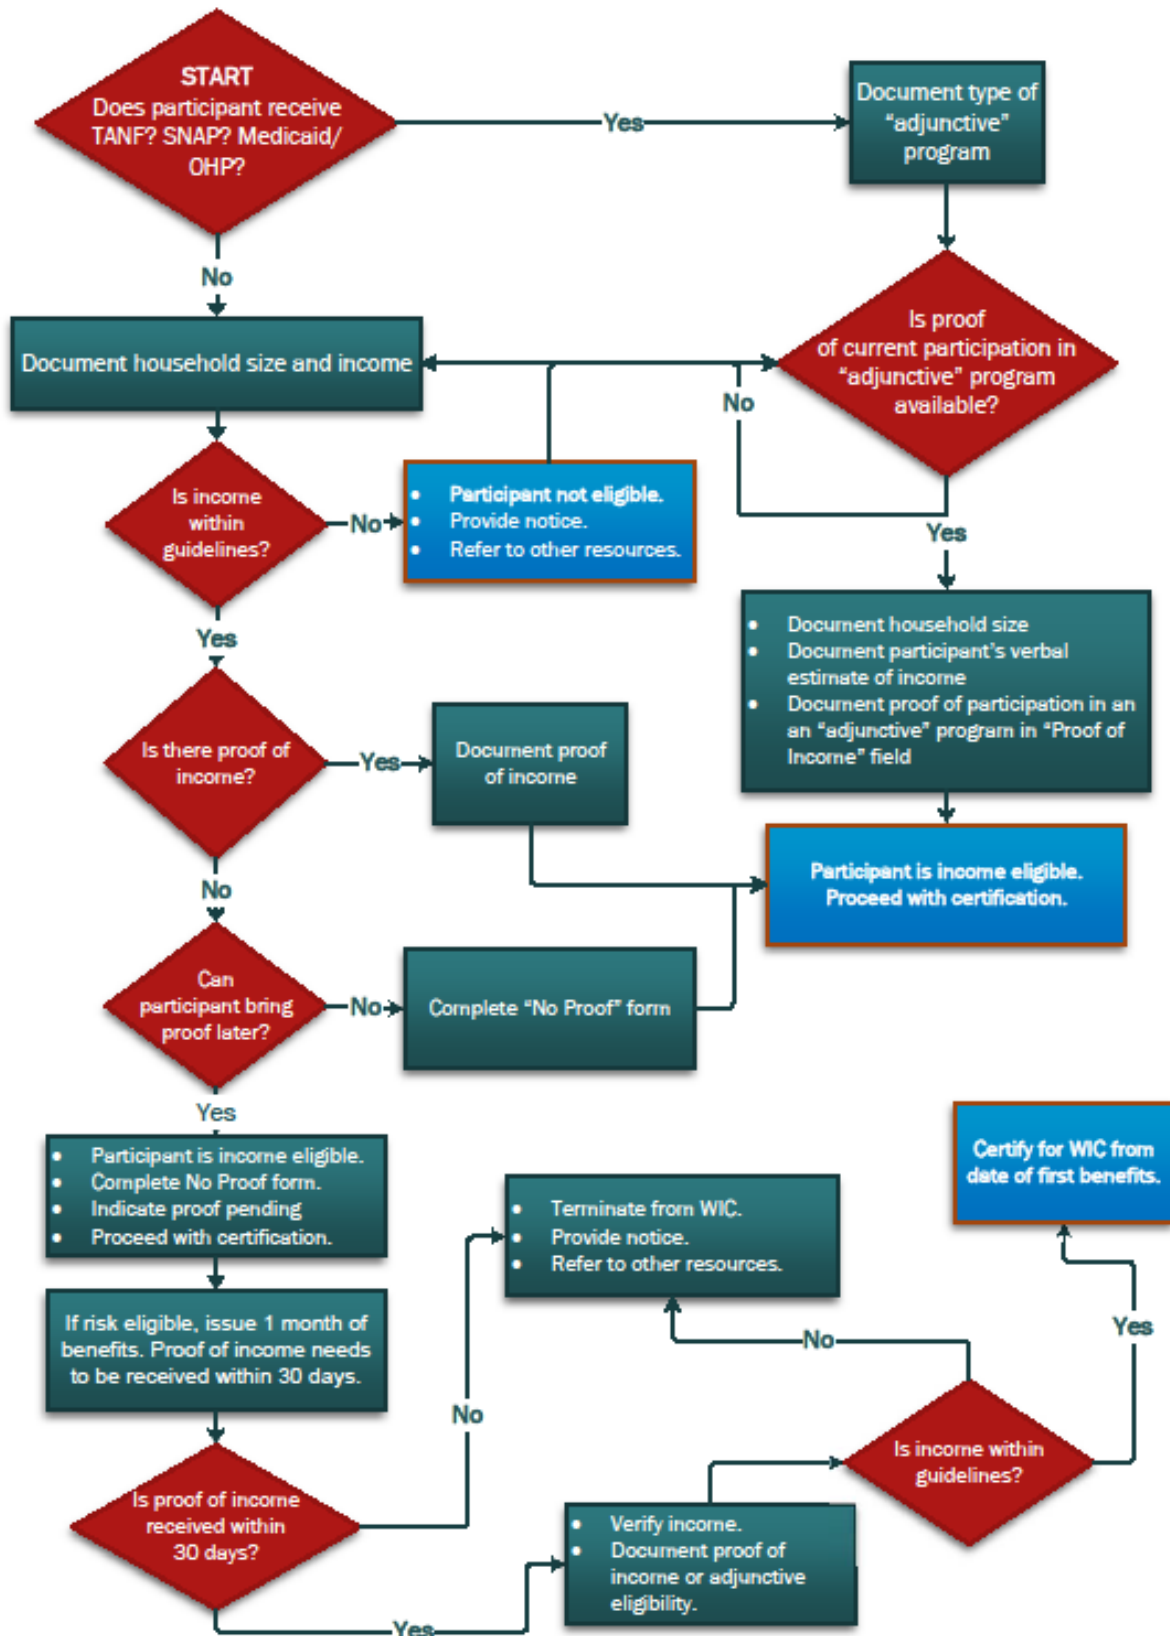 START
Does participant receive
TANF? SNAP? Medicaid/
OHP?
Yes
Document type of
“adjunctive”
program
No
Document household size and income
Is proof
of current participation in
“adjunctive” program
available?
No
Is income
within
guidelines?
No
• Participant not eligible.
• Provide notice.
• Refer to other resources.
Yes
Yes
• Document household size
• Document participant’s verbal
estimate of income
• Document proof of participation in an
an “adjunctive” program in “Proof of
Income” field
Is there proof of
income?
Yes
Document proof
of income
Participant is income eligible.
Proceed with certification.
No
Can
participant bring
proof later?
No
Complete “No Proof” form
Yes
• Participant is income eligible.
• Complete No Proof form.
• Indicate proof pending
• Proceed with certification.
Certify for WIC from
date of first benefits.
• Terminate from WIC.
• Provide notice.
• Refer to other resources.
If risk eligible, issue 1 month of
benefits. Proof of income needs
to be received within 30 days.
No
Yes
No
Is income within
guidelines?
Is proof of income
received within
30 days?
• Verify income.
• Document proof of
income or adjunctive
eligibility.
Yes